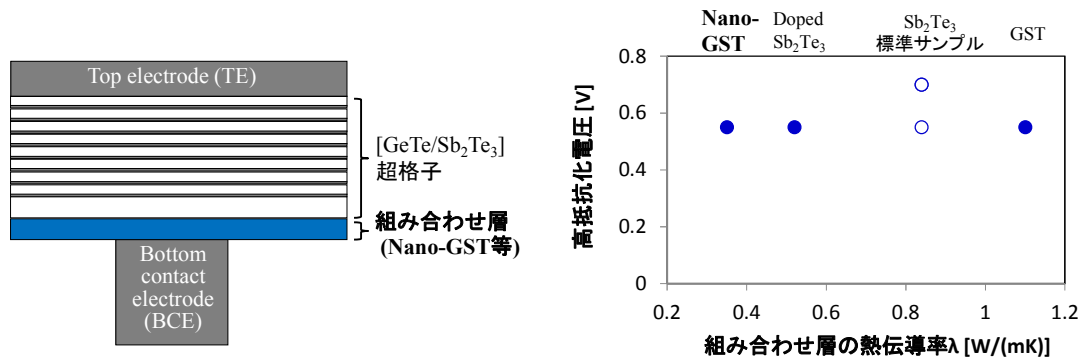 Top electrode (TE)
[GeTe/Sb₂Te₃]
超格子
組み合わせ層
(Nano-GST等)
Bottom
contact
electrode
(BCE)
Nano-
GST
Doped
Sb₂Te₃
Sb₂Te₃
標準サンプル
GST
高抵抗化電圧 [V]
0.8
0.6
0.4
0.2
0
0.2 0.4 0.6 0.8 1 1.2
組み合わせ層の熱伝導率λ [W/(mK)]